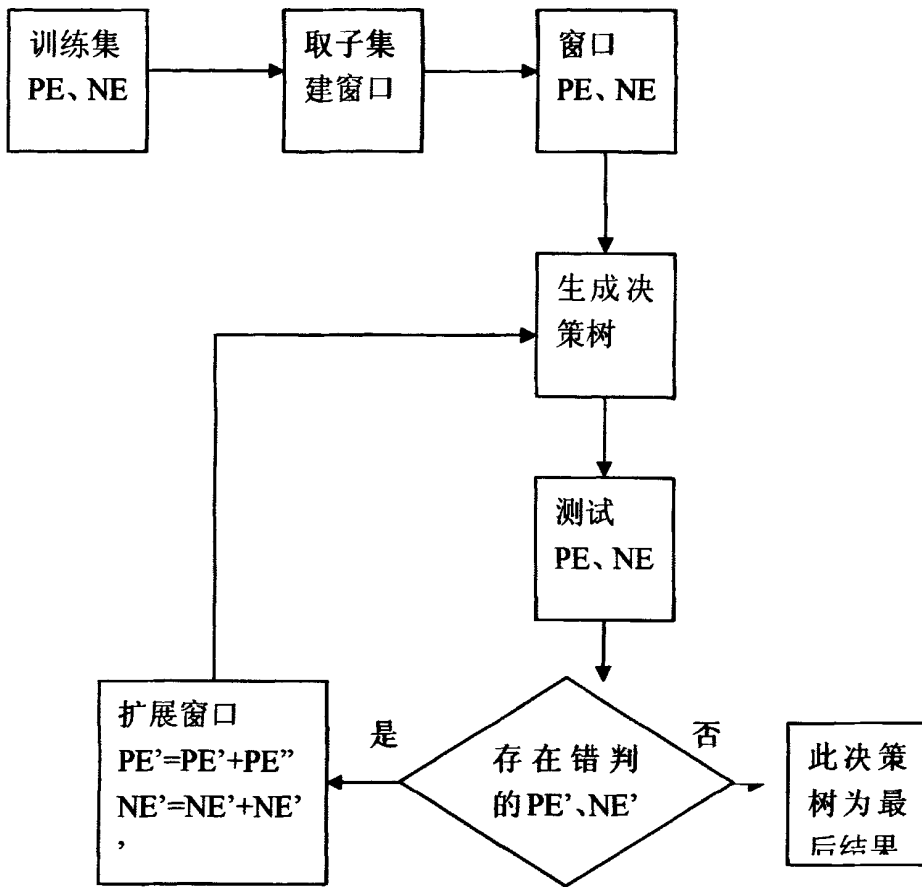 训练集
PE、NE
取子集
建窗口
窗口
PE、NE
生成决
策树
测试
PE、NE
存在错判
的PE’、NE’
是
否
扩展窗口
PE’=PE’+PE’’
NE’=NE’+NE’
’
此决策
树为最
后结果